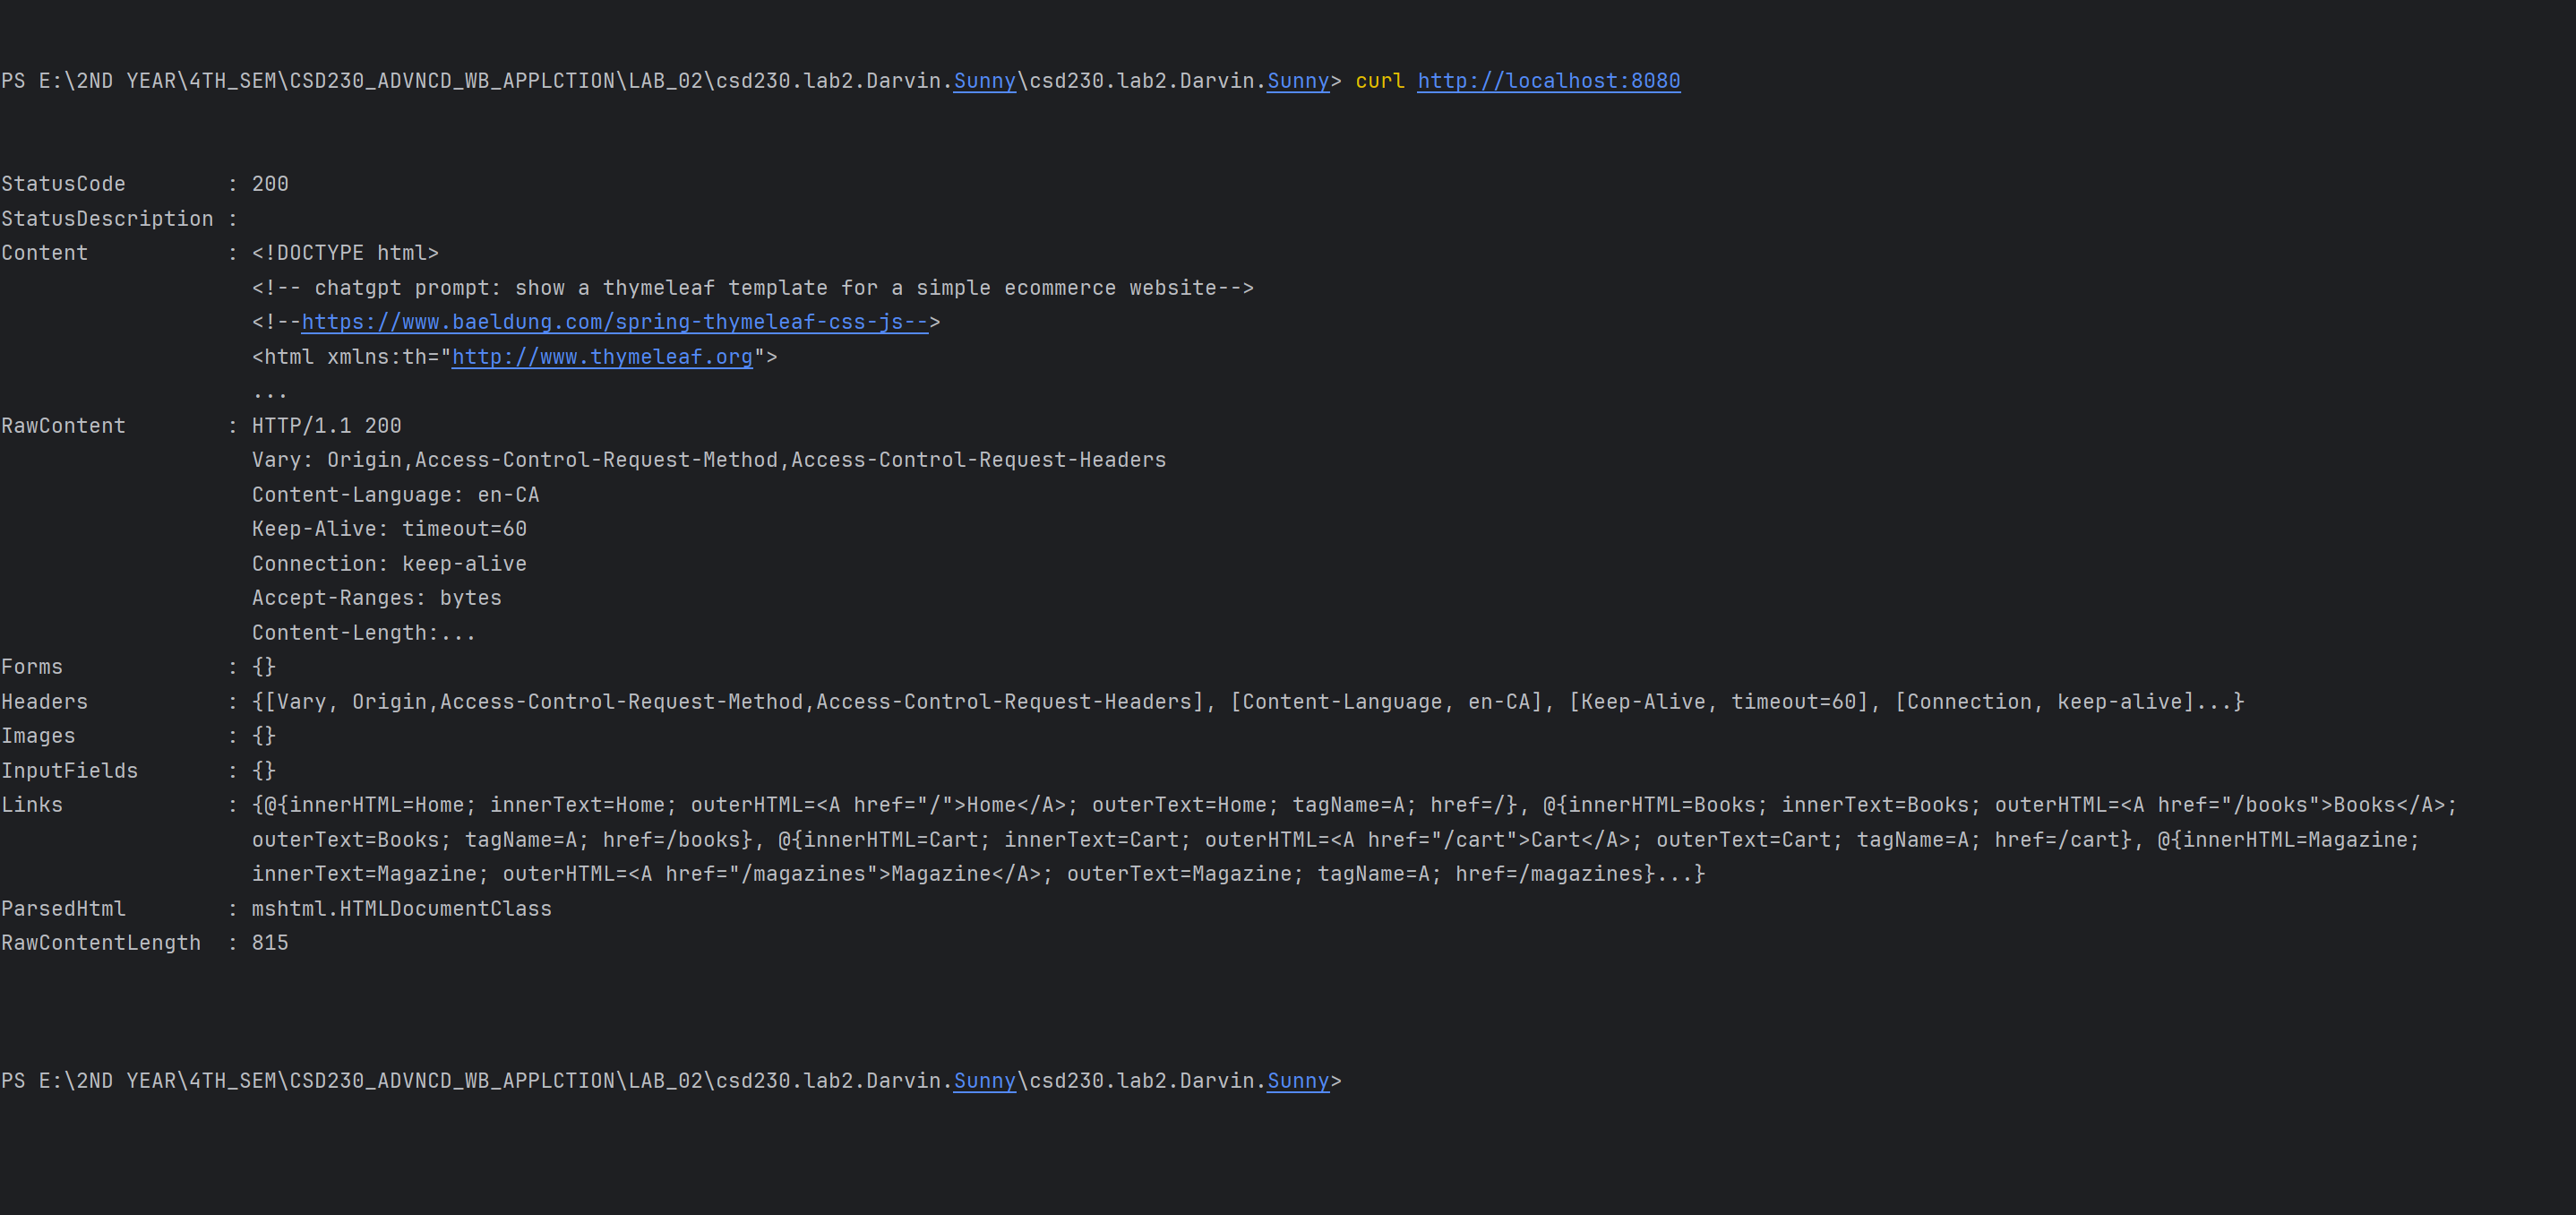 PS E:\2ND YEAR\4TH_SEM\CSD230_ADVNCD_WB_APPLCTION\LAB_02\csd230.lab2.Darvin.Sunny\csd230.lab2.Darvin.Sunny> curl http://localhost:8080
StatusCode        : 200
StatusDescription :
Content           : <!DOCTYPE html>
                    <!-- chatgpt prompt: show a thymeleaf template for a simple ecommerce website-->
                    <!--https://www.baeldung.com/spring-thymeleaf-css-js-->
                    <html xmlns:th="http://www.thymeleaf.org">
                    ...
RawContent        : HTTP/1.1 200
                    Vary: Origin,Access-Control-Request-Method,Access-Control-Request-Headers
                    Content-Language: en-CA
                    Keep-Alive: timeout=60
                    Connection: keep-alive
                    Accept-Ranges: bytes
                    Content-Length:...
Forms             : {}
Headers           : {[Vary, Origin,Access-Control-Request-Method,Access-Control-Request-Headers], [Content-Language, en-CA], [Keep-Alive, timeout=60], [Connection, keep-alive]...}
Images            : {}
InputFields       : {}
Links             : {@{innerHTML=Home; innerText=Home; outerHTML=<A href="/">Home</A>; outerText=Home; tagName=A; href=/}, @{innerHTML=Books; innerText=Books; outerHTML=<A href="/books">Books</A>;
                    outerText=Books; tagName=A; href=/books}, @{innerHTML=Cart; innerText=Cart; outerHTML=<A href="/cart">Cart</A>; outerText=Cart; tagName=A; href=/cart}, @{innerHTML=Magazine;
                    innerText=Magazine; outerHTML=<A href="/magazines">Magazine</A>; outerText=Magazine; tagName=A; href=/magazines}...}
ParsedHtml        : mshtml.HTMLDocumentClass
RawContentLength  : 815
PS E:\2ND YEAR\4TH_SEM\CSD230_ADVNCD_WB_APPLCTION\LAB_02\csd230.lab2.Darvin.Sunny\csd230.lab2.Darvin.Sunny>